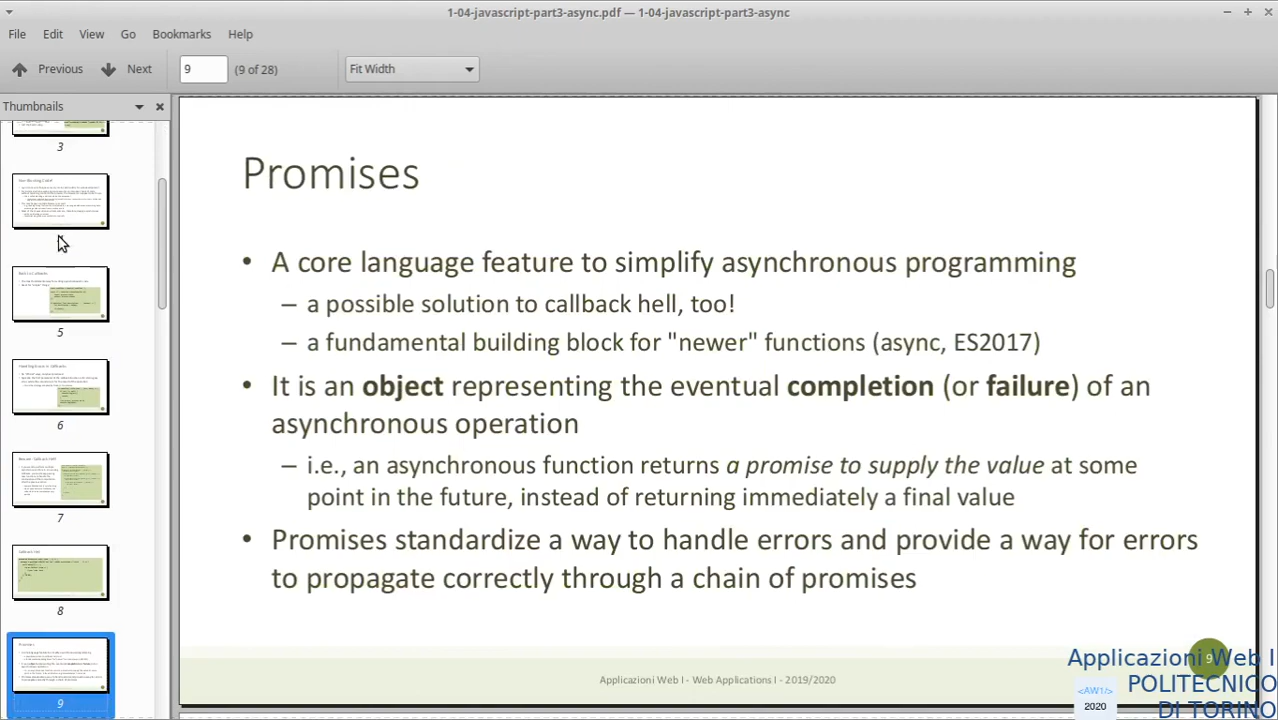 1-04-javascript-part3-async.pdf — 1-04-javascript-part3-async
File Edit View Go Bookmarks Help
Previous Next 9 (9 of 28) Fit Width
Thumbnails
3
5
6
7
8
9
Promises
• A core language feature to simplify asynchronous programming
– a possible solution to callback hell, too!
– a fundamental building block for "newer" functions (async, ES2017)
• It is an object representing the eventual completion (or failure) of an
asynchronous operation
– i.e., an asynchronous function returns a promise to supply the value at some
point in the future, instead of returning immediately a final value
• Promises standardize a way to handle errors and provide a way for errors
to propagate correctly through a chain of promises
Applicazioni Web I - Web Applications I - 2019/2020
9
Applicazioni Web I
POLITECNICO
DI TORINO
<AW1/>
2020